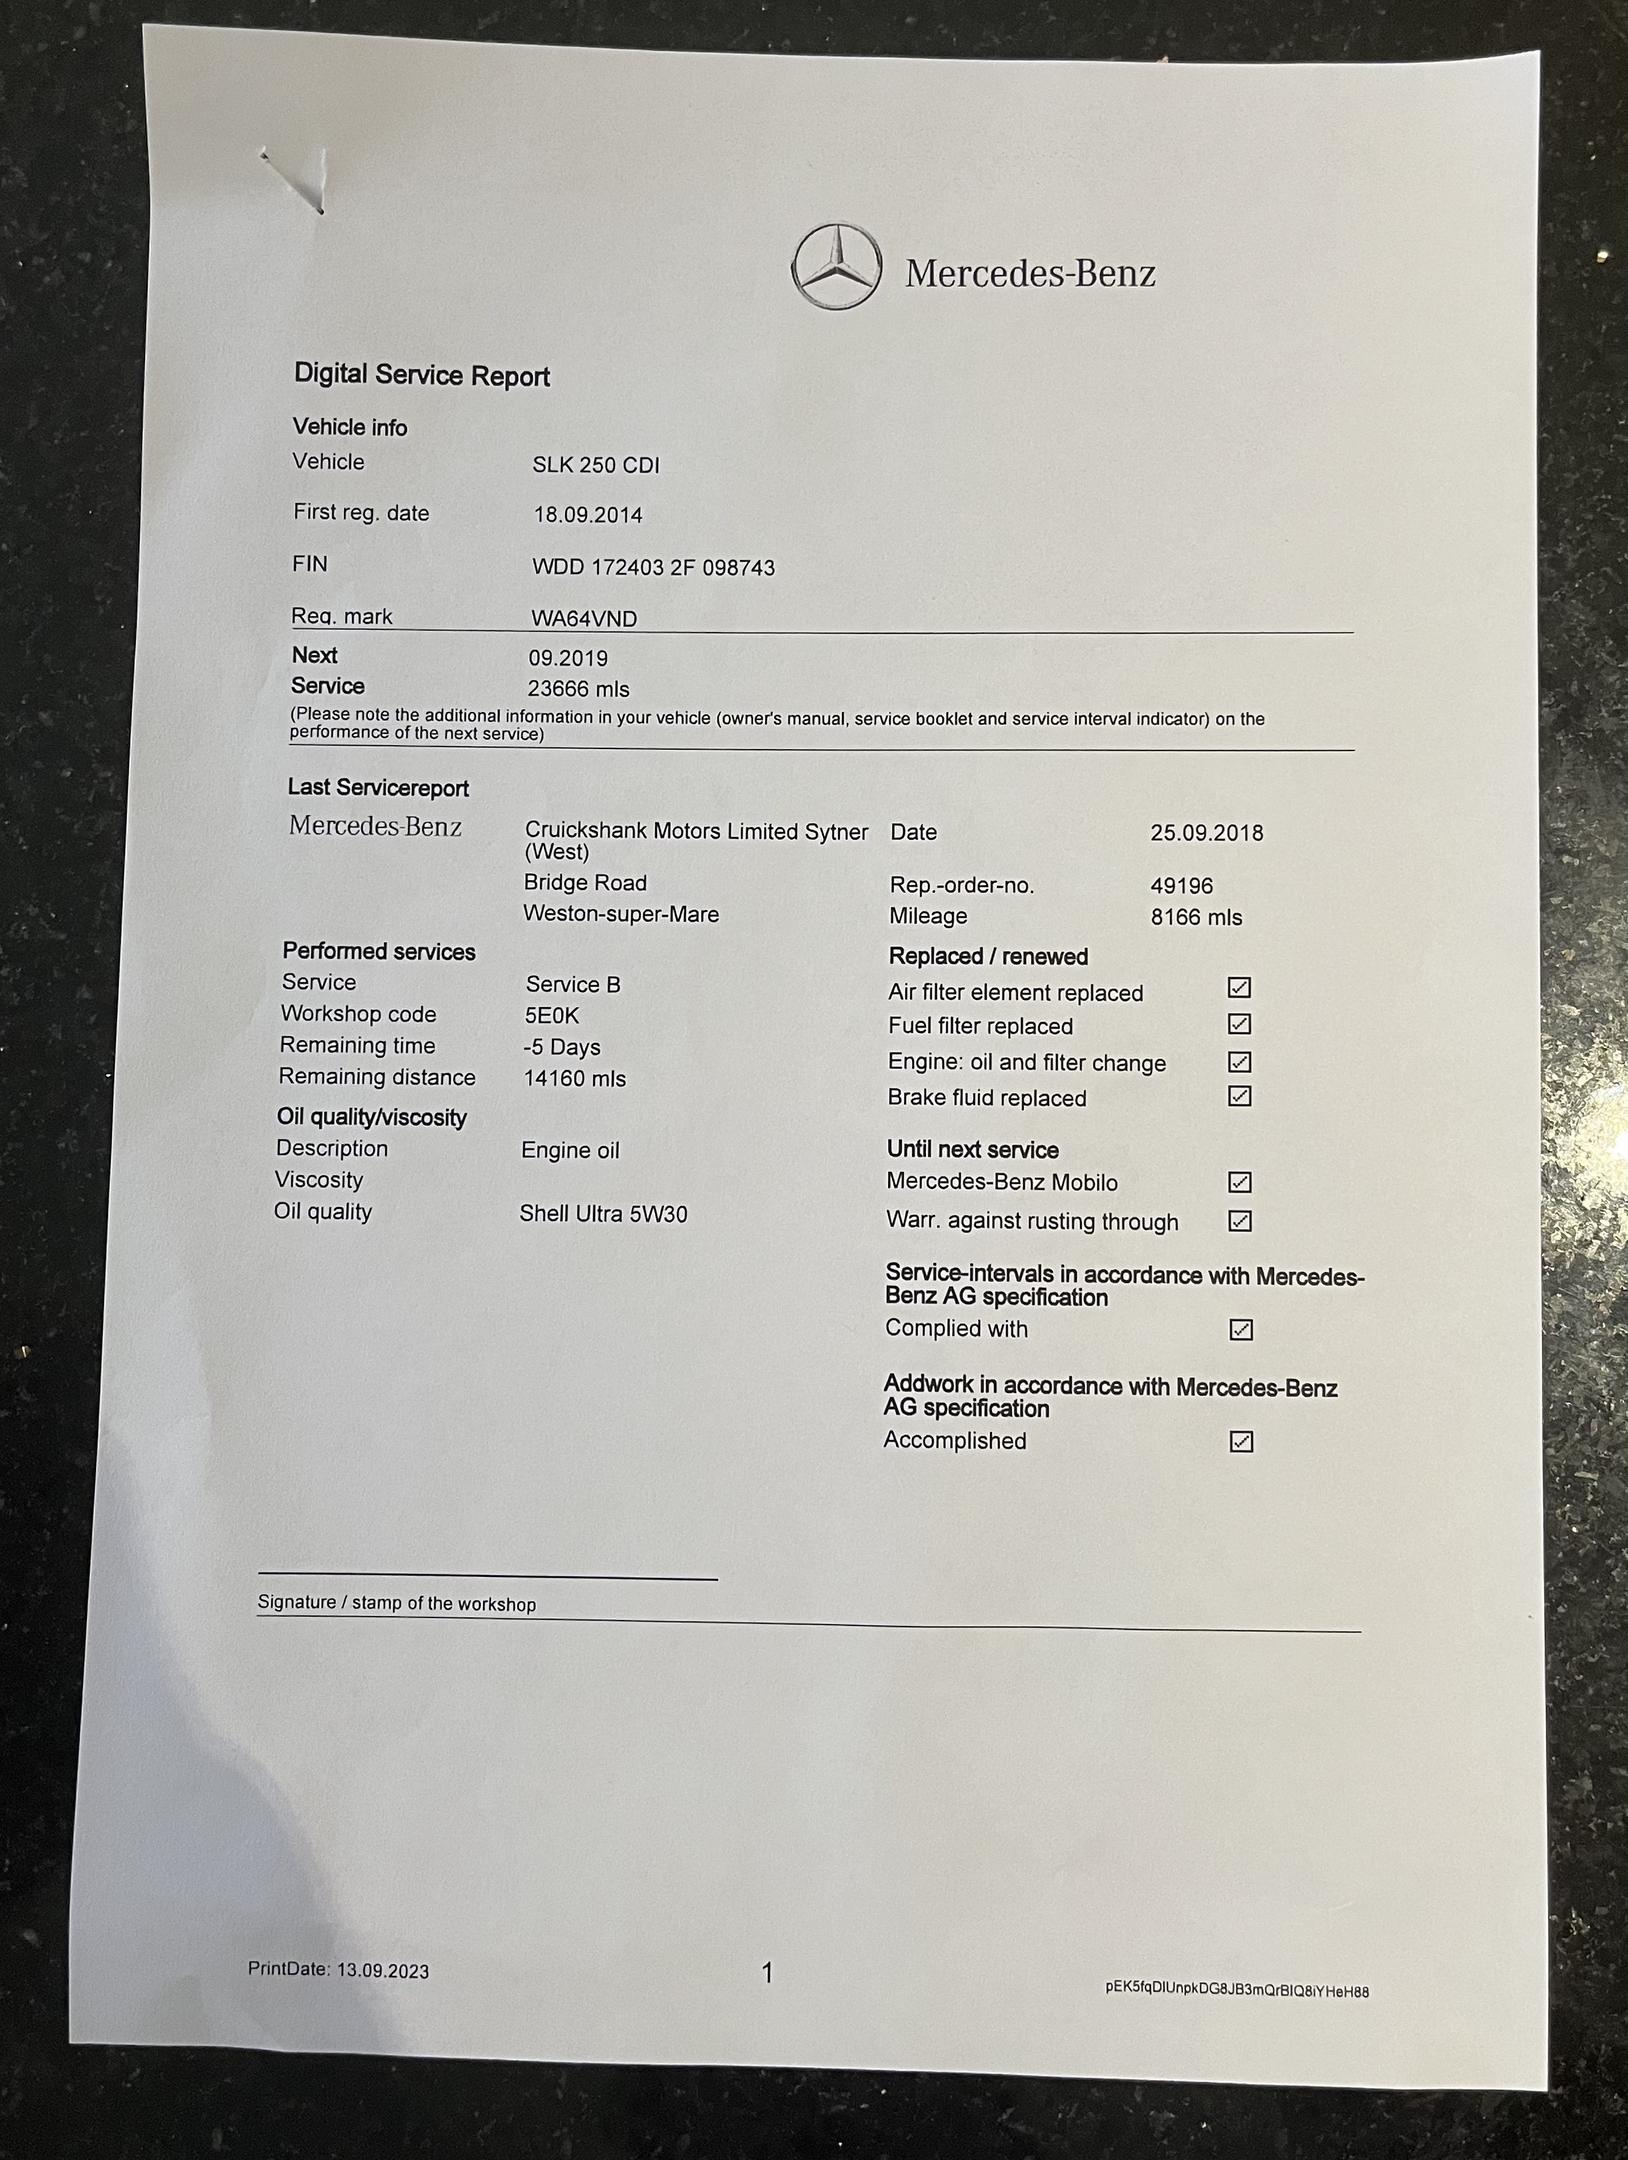 Mercedes-Benz
Digital Service Report
Vehicle info
Vehicle SLK 250 CDI
First reg. date 18.09.2014
FIN WDD 172403 2F 098743
Reg. mark WA64VND
Next 09.2019
Service 23666 mls
(Please note the additional information in your vehicle (owner's manual, service booklet and service interval indicator) on the
performance of the next service)
Last Servicereport
Mercedes-Benz Cruickshank Motors Limited Sytner Date 25.09.2018
(West)
Bridge Road Rep.-order-no. 49196
Weston-super-Mare Mileage 8166 mls
Performed services Replaced / renewed
Service Service B Air filter element replaced ☑
Workshop code 5E0K Fuel filter replaced ☑
Remaining time -5 Days Engine: oil and filter change ☑
Remaining distance 14160 mls Brake fluid replaced ☑
Oil quality/viscosity
Description Engine oil Until next service
Viscosity Mercedes-Benz Mobilo ☑
Oil quality Shell Ultra 5W30 Warr. against rusting through ☑
Service-intervals in accordance with Mercedes-
Benz AG specification
Complied with ☑
Addwork in accordance with Mercedes-Benz
AG specification
Accomplished ☑
Signature / stamp of the workshop
PrintDate: 13.09.2023 1 pEK5fqDIUnpkDG8JB3mQrBIQ8iYHeH88